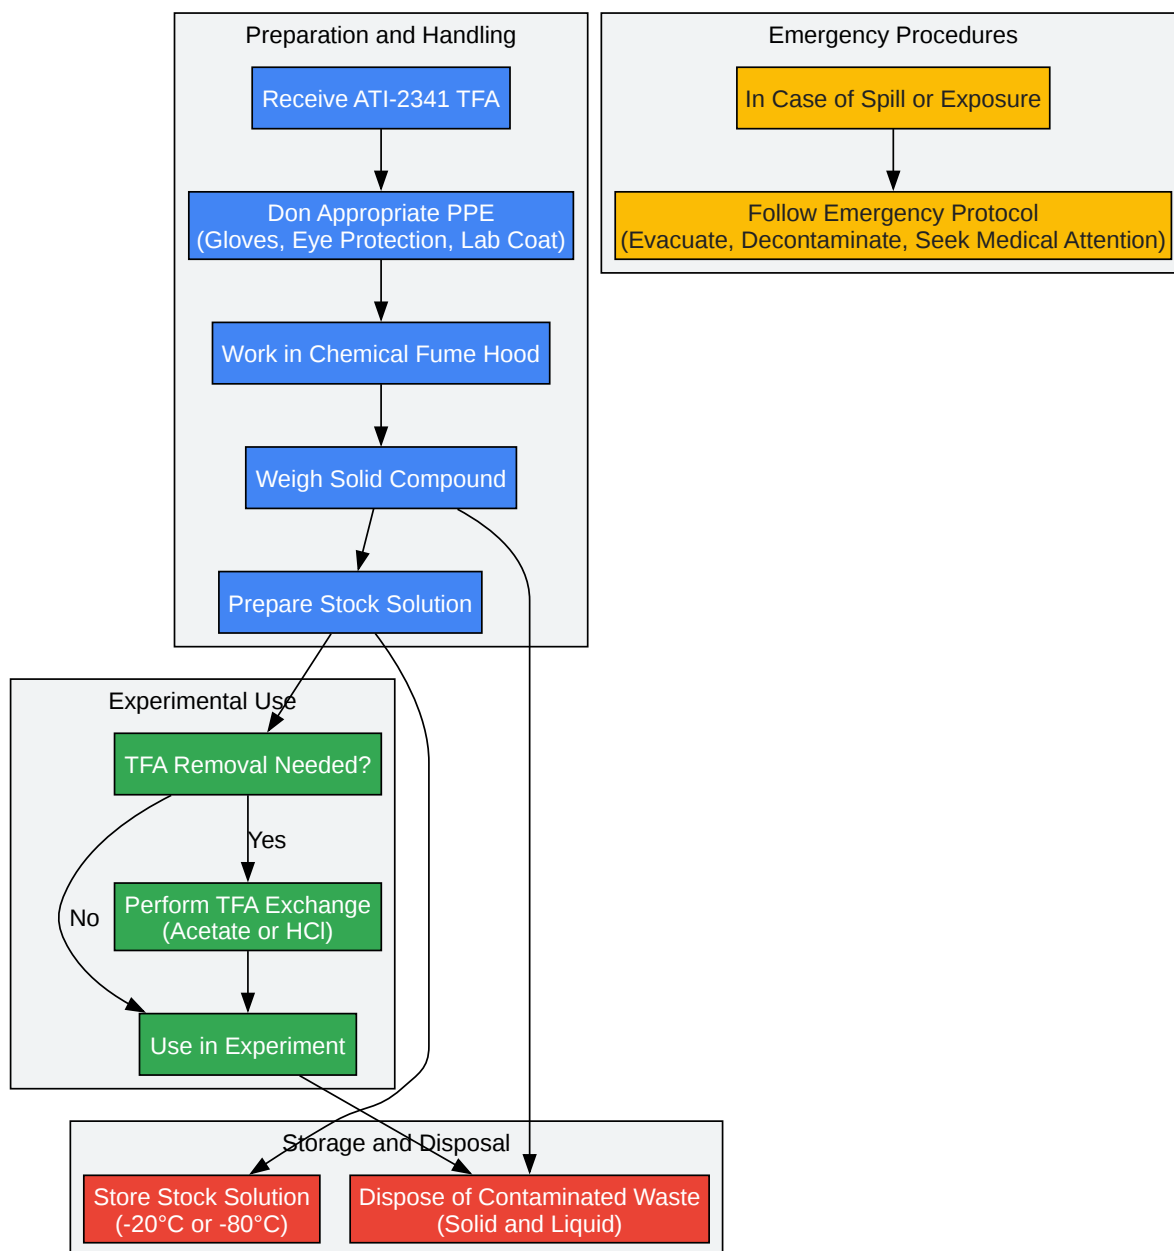 Preparation and Handling
Receive ATI-2341 TFA
Don Appropriate PPE
(Gloves, Eye Protection, Lab Coat)
Work in Chemical Fume Hood
Weigh Solid Compound
Prepare Stock Solution
Emergency Procedures
In Case of Spill or Exposure
Follow Emergency Protocol
(Evacuate, Decontaminate, Seek Medical Attention)
Experimental Use
TFA Removal Needed?
Yes
No
Perform TFA Exchange
(Acetate or HCl)
Use in Experiment
Storage and Disposal
Store Stock Solution
(-20°C or -80°C)
Dispose of Contaminated Waste
(Solid and Liquid)